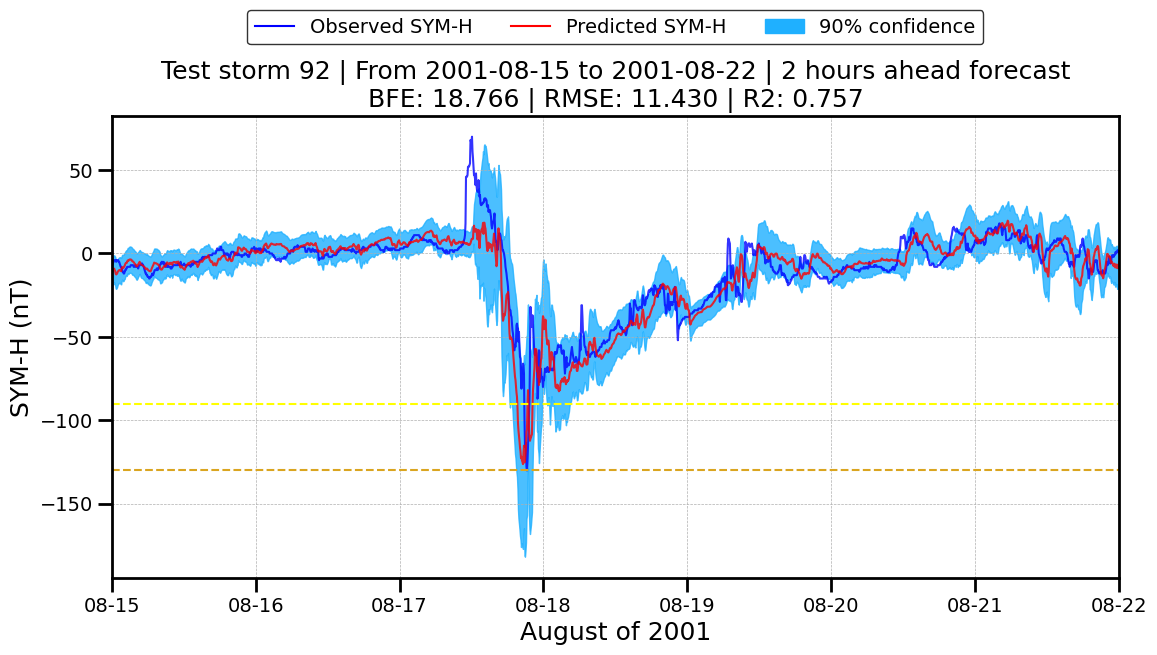 Observed SYM-H Predicted SYM-H 90% confidence
Test storm 92 | From 2001-08-15 to 2001-08-22 | 2 hours ahead forecast
BFE: 18.766 | RMSE: 11.430 | R2: 0.757
SYM-H (nT)
50
0
−50
−100
−150
08-15 08-16 08-17 08-18 08-19 08-20 08-21 08-22
August of 2001